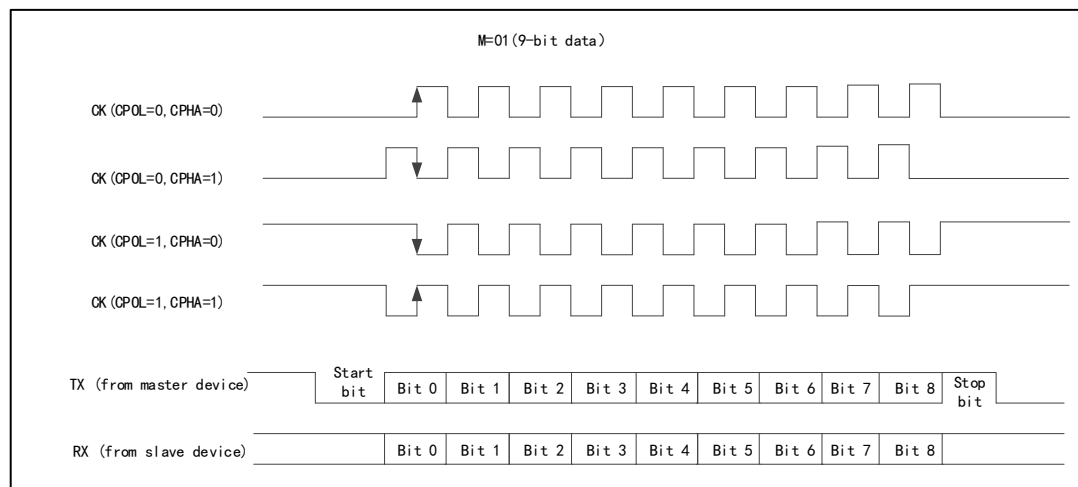 M=01(9-bit data)
CK(CPOL=0,CPHA=0)
CK(CPOL=0,CPHA=1)
CK(CPOL=1,CPHA=0)
CK(CPOL=1,CPHA=1)
TX (from master device)
Start
bit
Bit 0
Bit 1
Bit 2
Bit 3
Bit 4
Bit 5
Bit 6
Bit 7
Bit 8
Stop
bit
RX (from slave device)
Bit 0
Bit 1
Bit 2
Bit 3
Bit 4
Bit 5
Bit 6
Bit 7
Bit 8